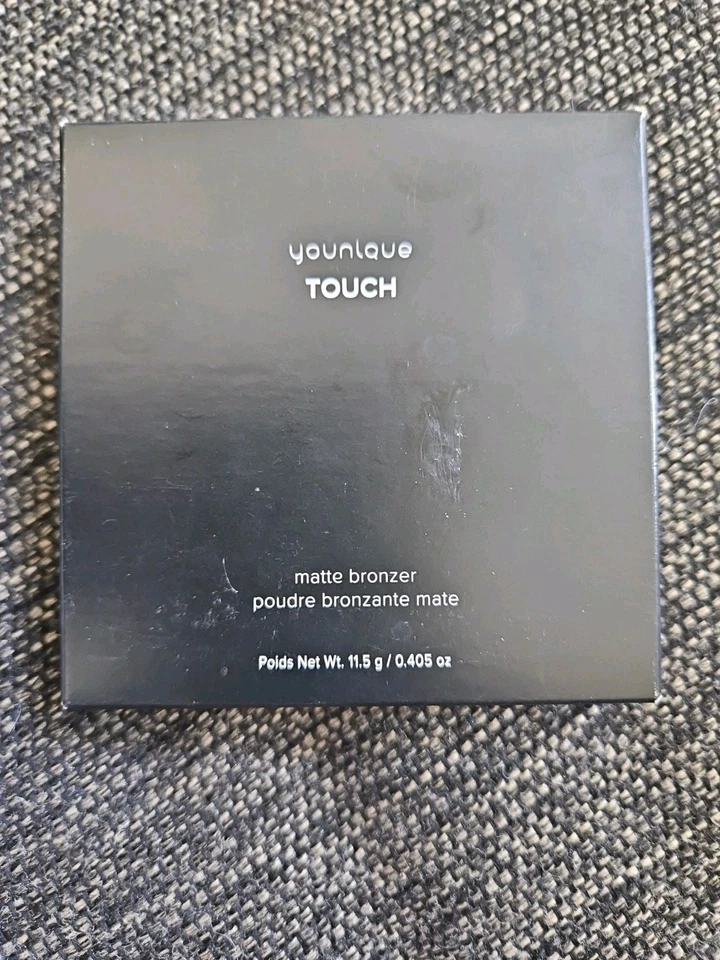 younique
TOUCH
matte bronzer
poudre bronzante mate
Poids Net Wt. 11.5 g / 0.405 oz